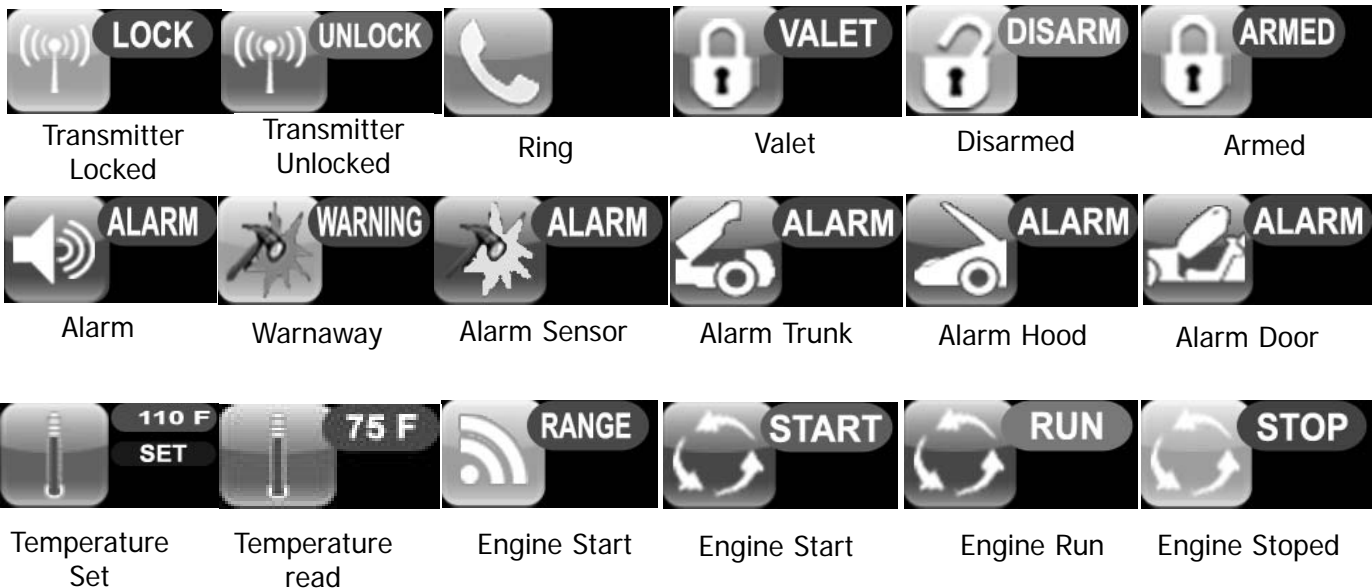 LOCK UNLOCK VALET DISARM ARMED
Transmitter Locked
Transmitter Unlocked
Ring
Valet
Disarmed
Armed
ALARM WARNING ALARM ALARM ALARM ALARM
Alarm
Warnaway
Alarm Sensor
Alarm Trunk
Alarm Hood
Alarm Door
110 F
SET
75 F
RANGE
START
RUN
STOP
Temperature Set
Temperature read
Engine Start
Engine Start
Engine Run
Engine Stoped